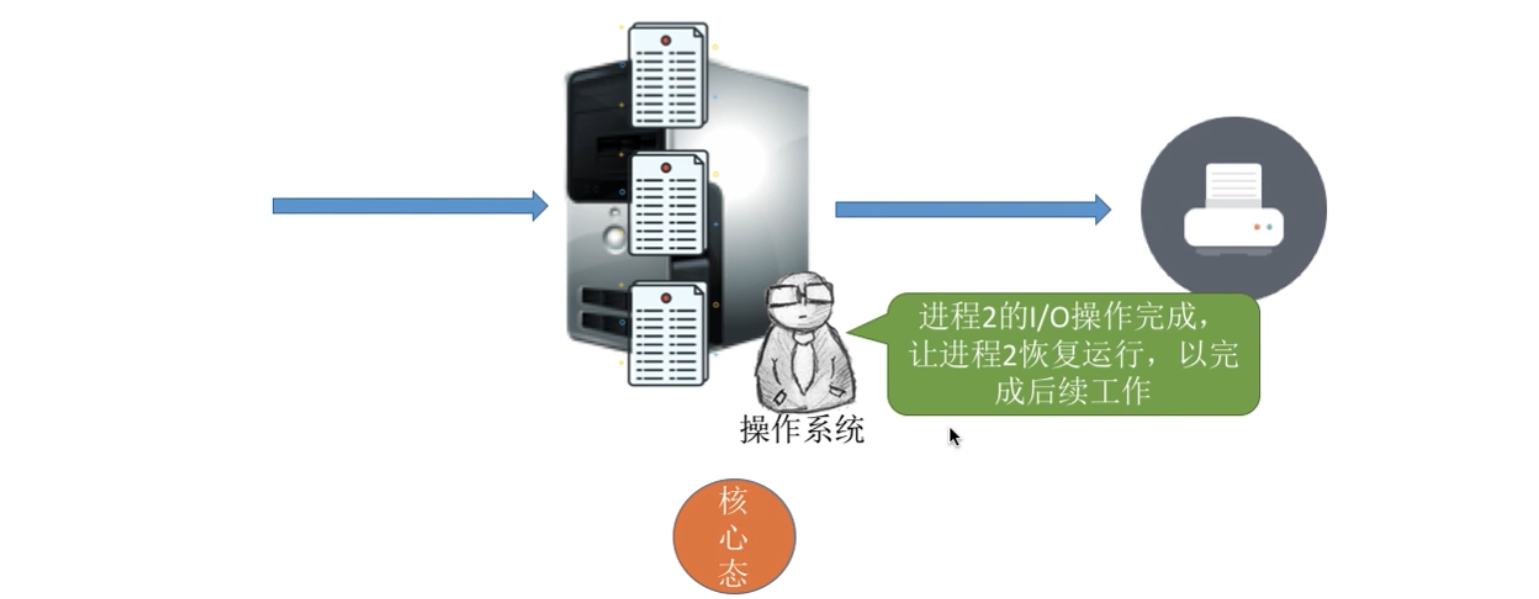 进程2的I/O操作完成，
让进程2恢复运行，以完
成后续工作
操作系统
核
心
态